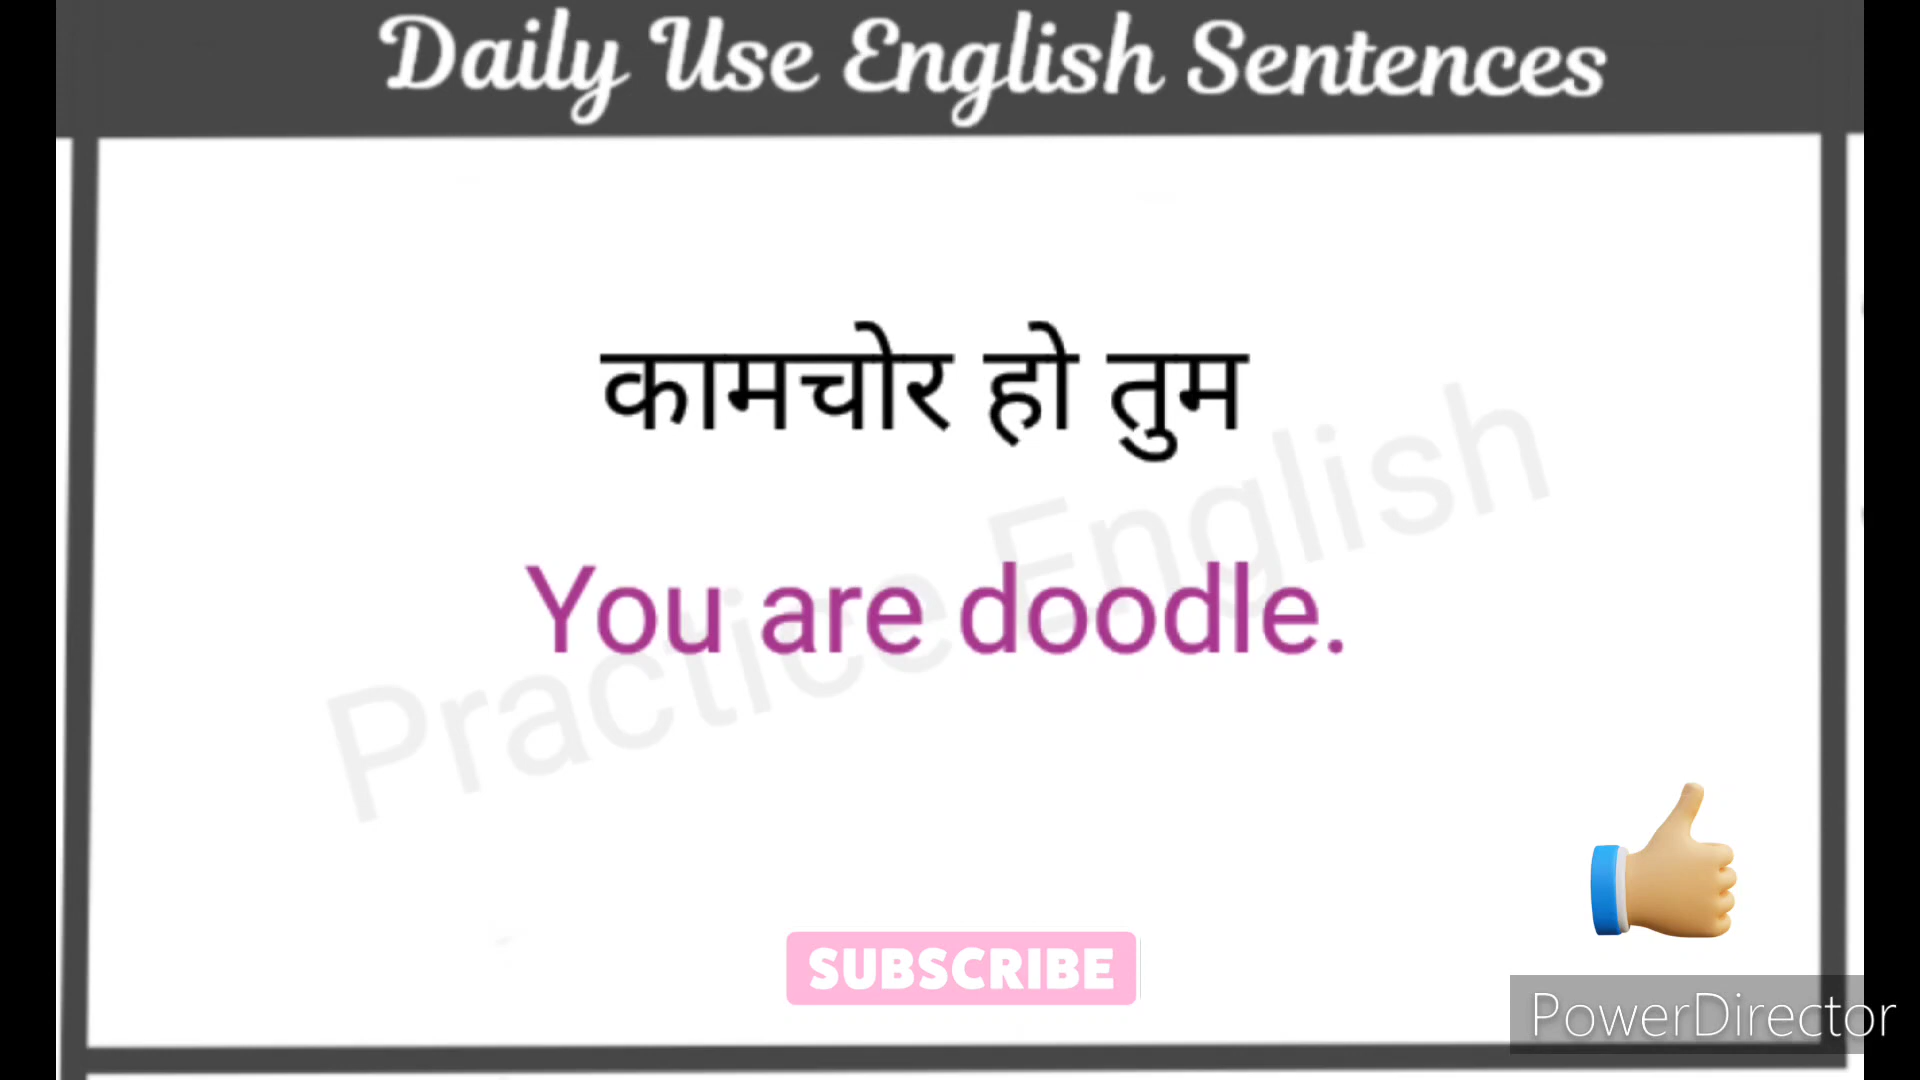 Daily Use English Sentences
कामचोर हो तुम
You are doodle.
Practice English
SUBSCRIBE
PowerDirector